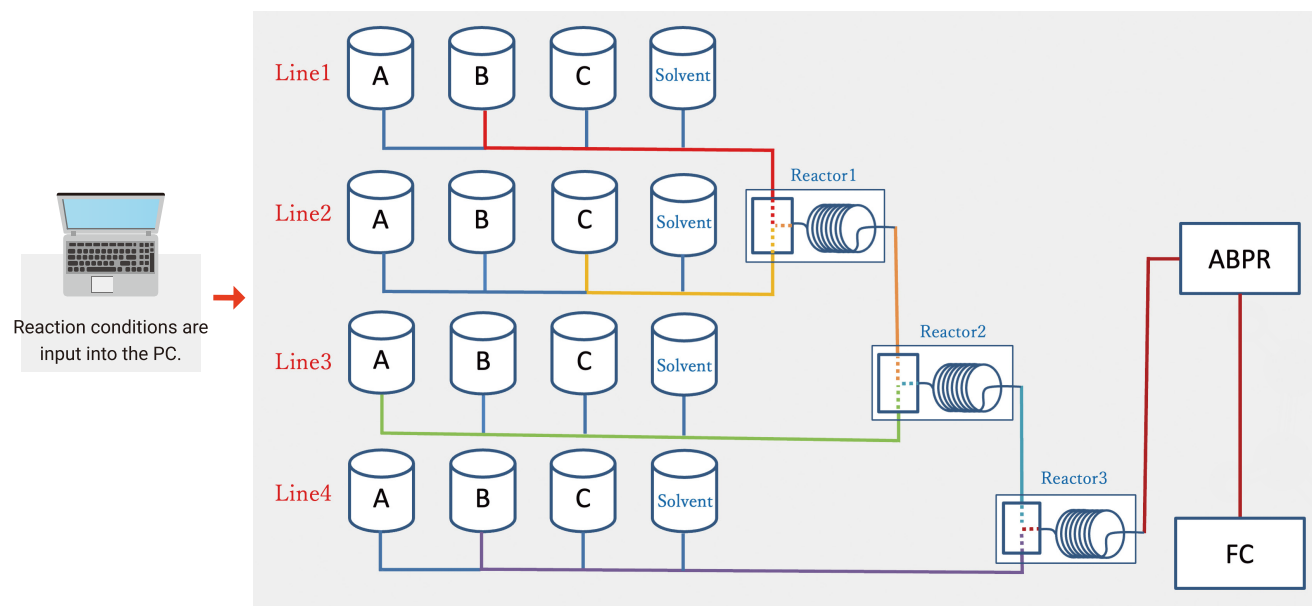 Line1
A
B
C
Solvent
Reactor1
Line2
A
B
C
Solvent
ABPR
Reaction conditions are
input into the PC.
Line3
A
B
C
Solvent
Reactor2
Line4
A
B
C
Solvent
Reactor3
FC